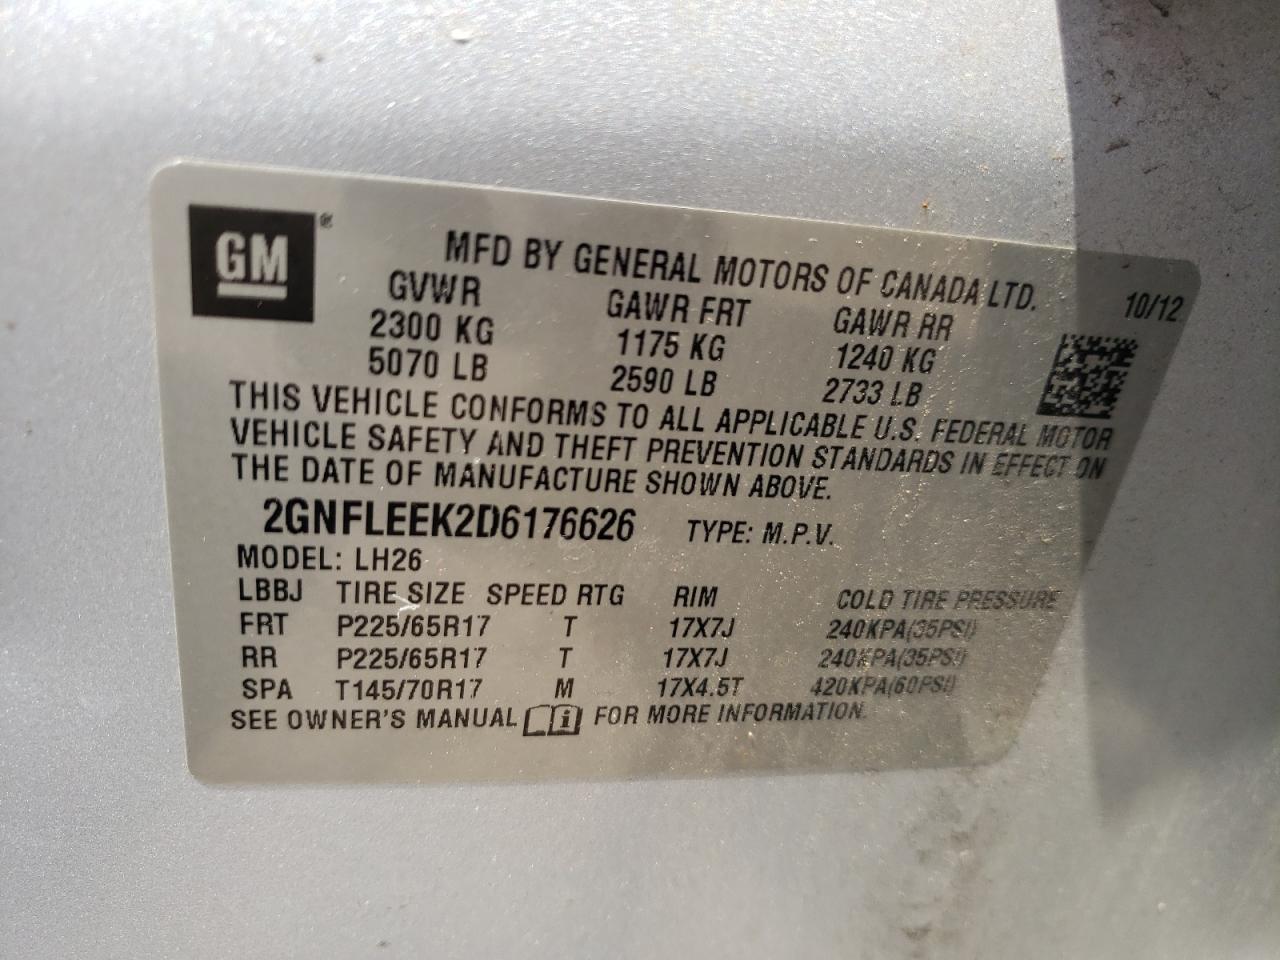 GM ®
MFD BY GENERAL MOTORS OF CANADA LTD.
10/12
GVWR GAWR FRT GAWR RR
2300 KG 1175 KG 1240 KG
5070 LB 2590 LB 2733 LB
THIS VEHICLE CONFORMS TO ALL APPLICABLE U.S. FEDERAL MOTOR
VEHICLE SAFETY AND THEFT PREVENTION STANDARDS IN EFFECT ON
THE DATE OF MANUFACTURE SHOWN ABOVE.
2GNFLEEK2D6176626 TYPE: M.P.V.
MODEL: LH26
LBBJ TIRE SIZE SPEED RTG RIM COLD TIRE PRESSURE
FRT P225/65R17 T 17X7J 240KPA(35PSI)
RR P225/65R17 T 17X7J 240KPA(35PSI)
SPA T145/70R17 M 17X4.5T 420KPA(60PSI)
SEE OWNER'S MANUAL i FOR MORE INFORMATION.